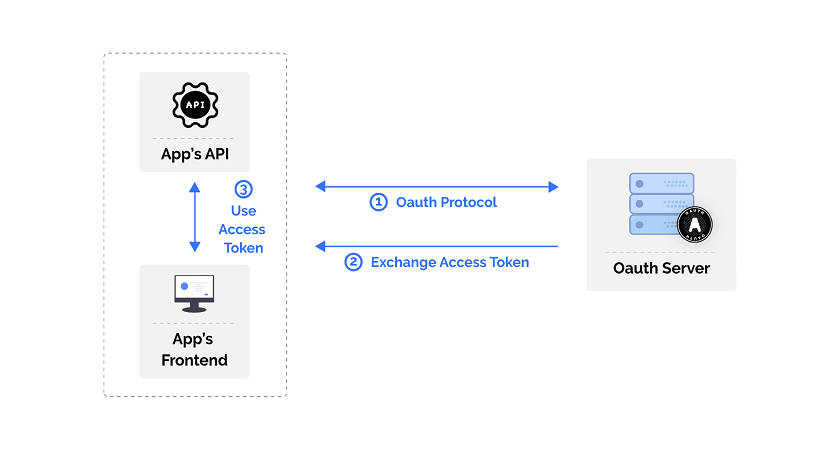 API
App's API
3
Use
Access
Token
App's
Frontend
1 Oauth Protocol
2 Exchange Access Token
A
Oauth Server